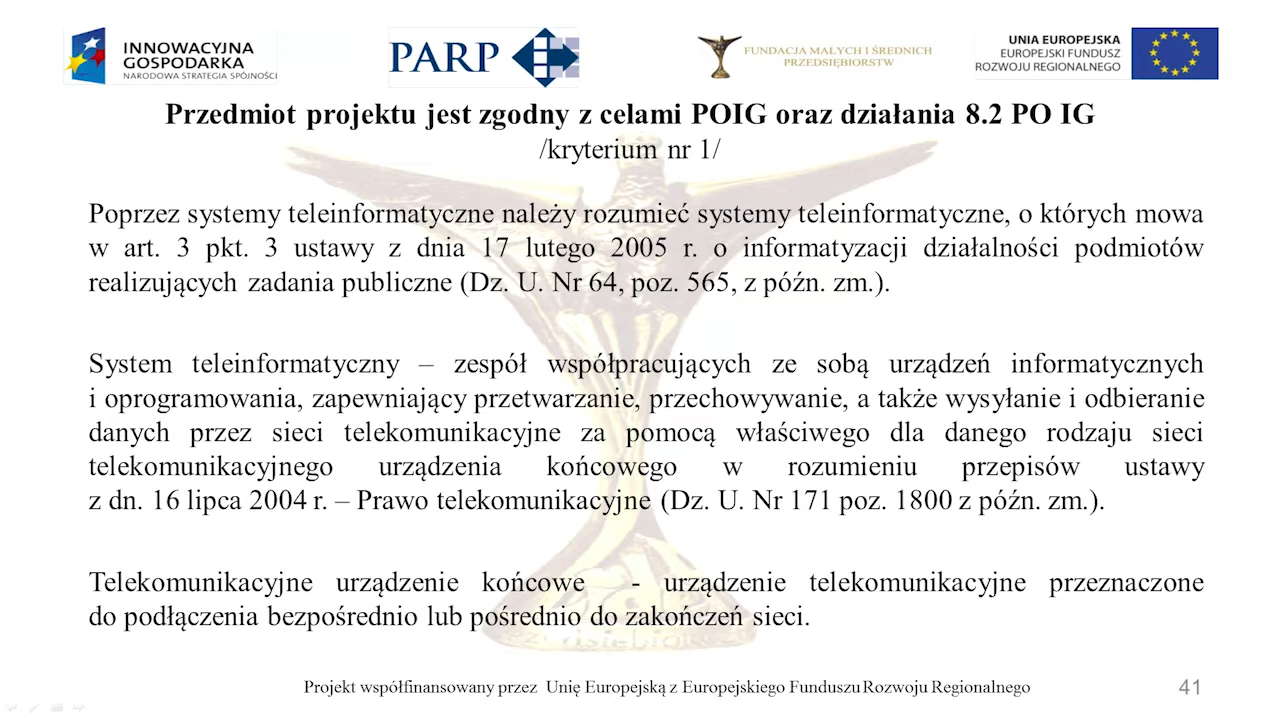 INNOWACYJNA
GOSPODARKA
NARODOWA STRATEGIA SPÓJNOŚCI
PARP
FUNDACJA MAŁYCH I ŚREDNICH
PRZEDSIĘBIORSTW
UNIA EUROPEJSKA
EUROPEJSKI FUNDUSZ
ROZWOJU REGIONALNEGO
Przedmiot projektu jest zgodny z celami POIG oraz działania 8.2 PO IG
/kryterium nr 1/
Poprzez systemy teleinformatyczne należy rozumieć systemy teleinformatyczne, o których mowa
w art. 3 pkt. 3 ustawy z dnia 17 lutego 2005 r. o informatyzacji działalności podmiotów
realizujących zadania publiczne (Dz. U. Nr 64, poz. 565, z późn. zm.).
System teleinformatyczny – zespół współpracujących ze sobą urządzeń informatycznych
i oprogramowania, zapewniający przetwarzanie, przechowywanie, a także wysyłanie i odbieranie
danych przez sieci telekomunikacyjne za pomocą właściwego dla danego rodzaju sieci
telekomunikacyjnego urządzenia końcowego w rozumieniu przepisów ustawy
z dn. 16 lipca 2004 r. – Prawo telekomunikacyjne (Dz. U. Nr 171 poz. 1800 z późn. zm.).
Telekomunikacyjne urządzenie końcowe - urządzenie telekomunikacyjne przeznaczone
do podłączenia bezpośrednio lub pośrednio do zakończeń sieci.
Projekt współfinansowany przez Unię Europejską z Europejskiego Funduszu Rozwoju Regionalnego
41